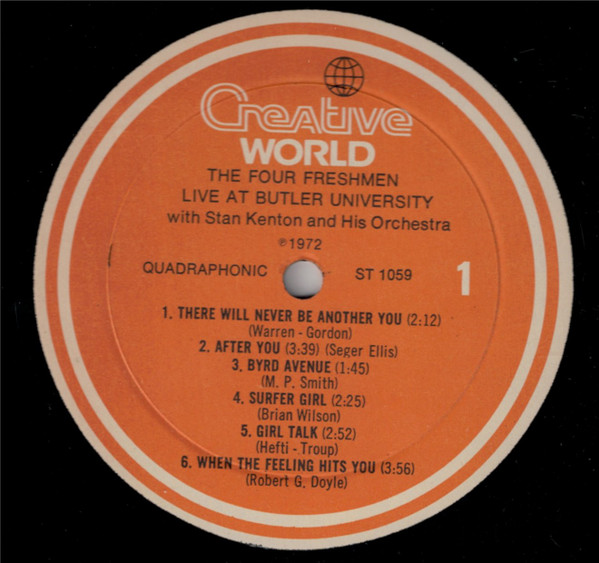 Creative
WORLD
THE FOUR FRESHMEN
LIVE AT BUTLER UNIVERSITY
with Stan Kenton and His Orchestra
℗1972
QUADRAPHONIC ST 1059 1
1. THERE WILL NEVER BE ANOTHER YOU (2:12)
(Warren - Gordon)
2. AFTER YOU (3:39) (Seger Ellis)
3. BYRD AVENUE (1:45)
(M. P. Smith)
4. SURFER GIRL (2:25)
(Brian Wilson)
5. GIRL TALK (2:52)
(Hefti - Troup)
6. WHEN THE FEELING HITS YOU (3:56)
(Robert G. Doyle)